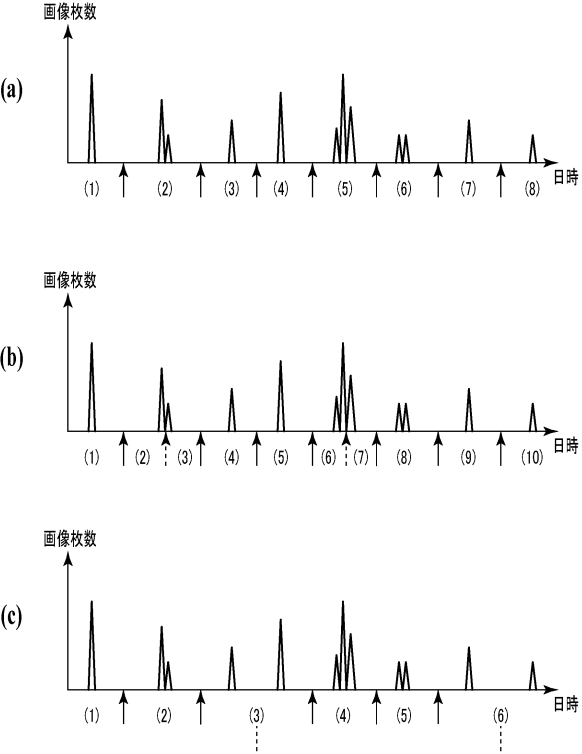 画像枚数
(a)
日時
(1) (2) (3) (4) (5) (6) (7) (8)
画像枚数
(b)
日時
(1) (2) (3) (4) (5) (6) (7) (8) (9) (10)
画像枚数
(c)
日時
(1) (2) (3) (4) (5) (6)